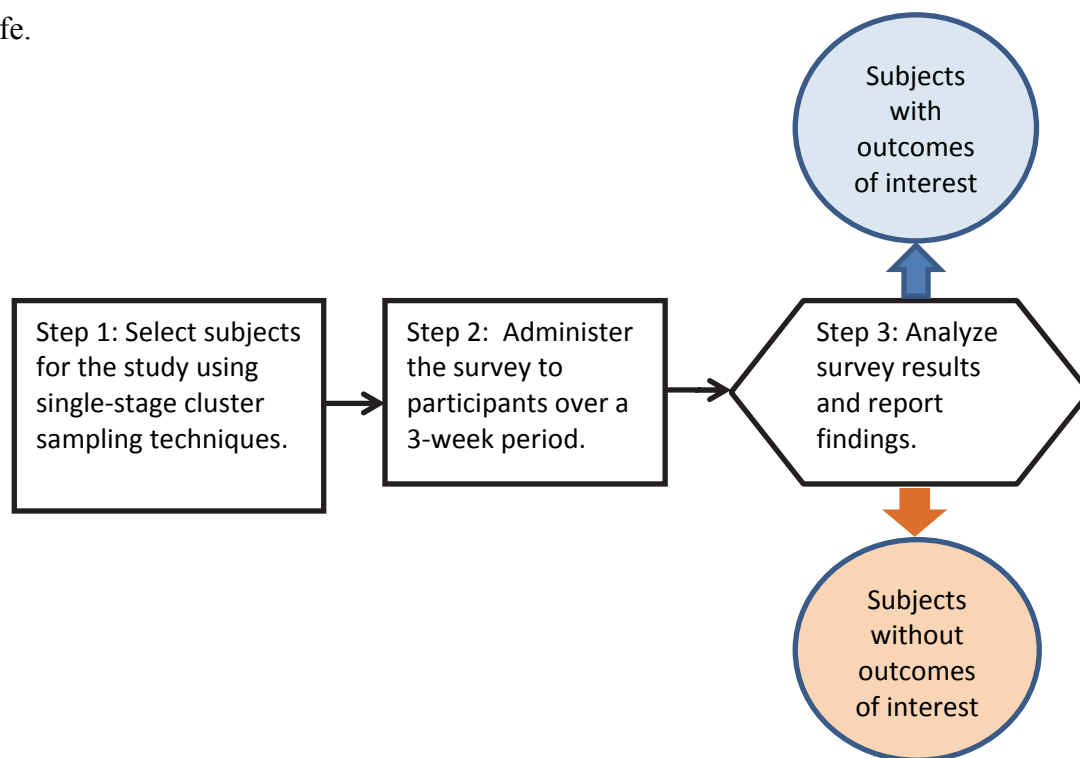 fe.
Subjects
with
outcomes
of interest
Step 1: Select subjects
for the study using
single-stage cluster
sampling techniques.
Step 2:  Administer
the survey to
participants over a
3-week period.
Step 3: Analyze
survey results
and report
findings.
Subjects
without
outcomes
of interest